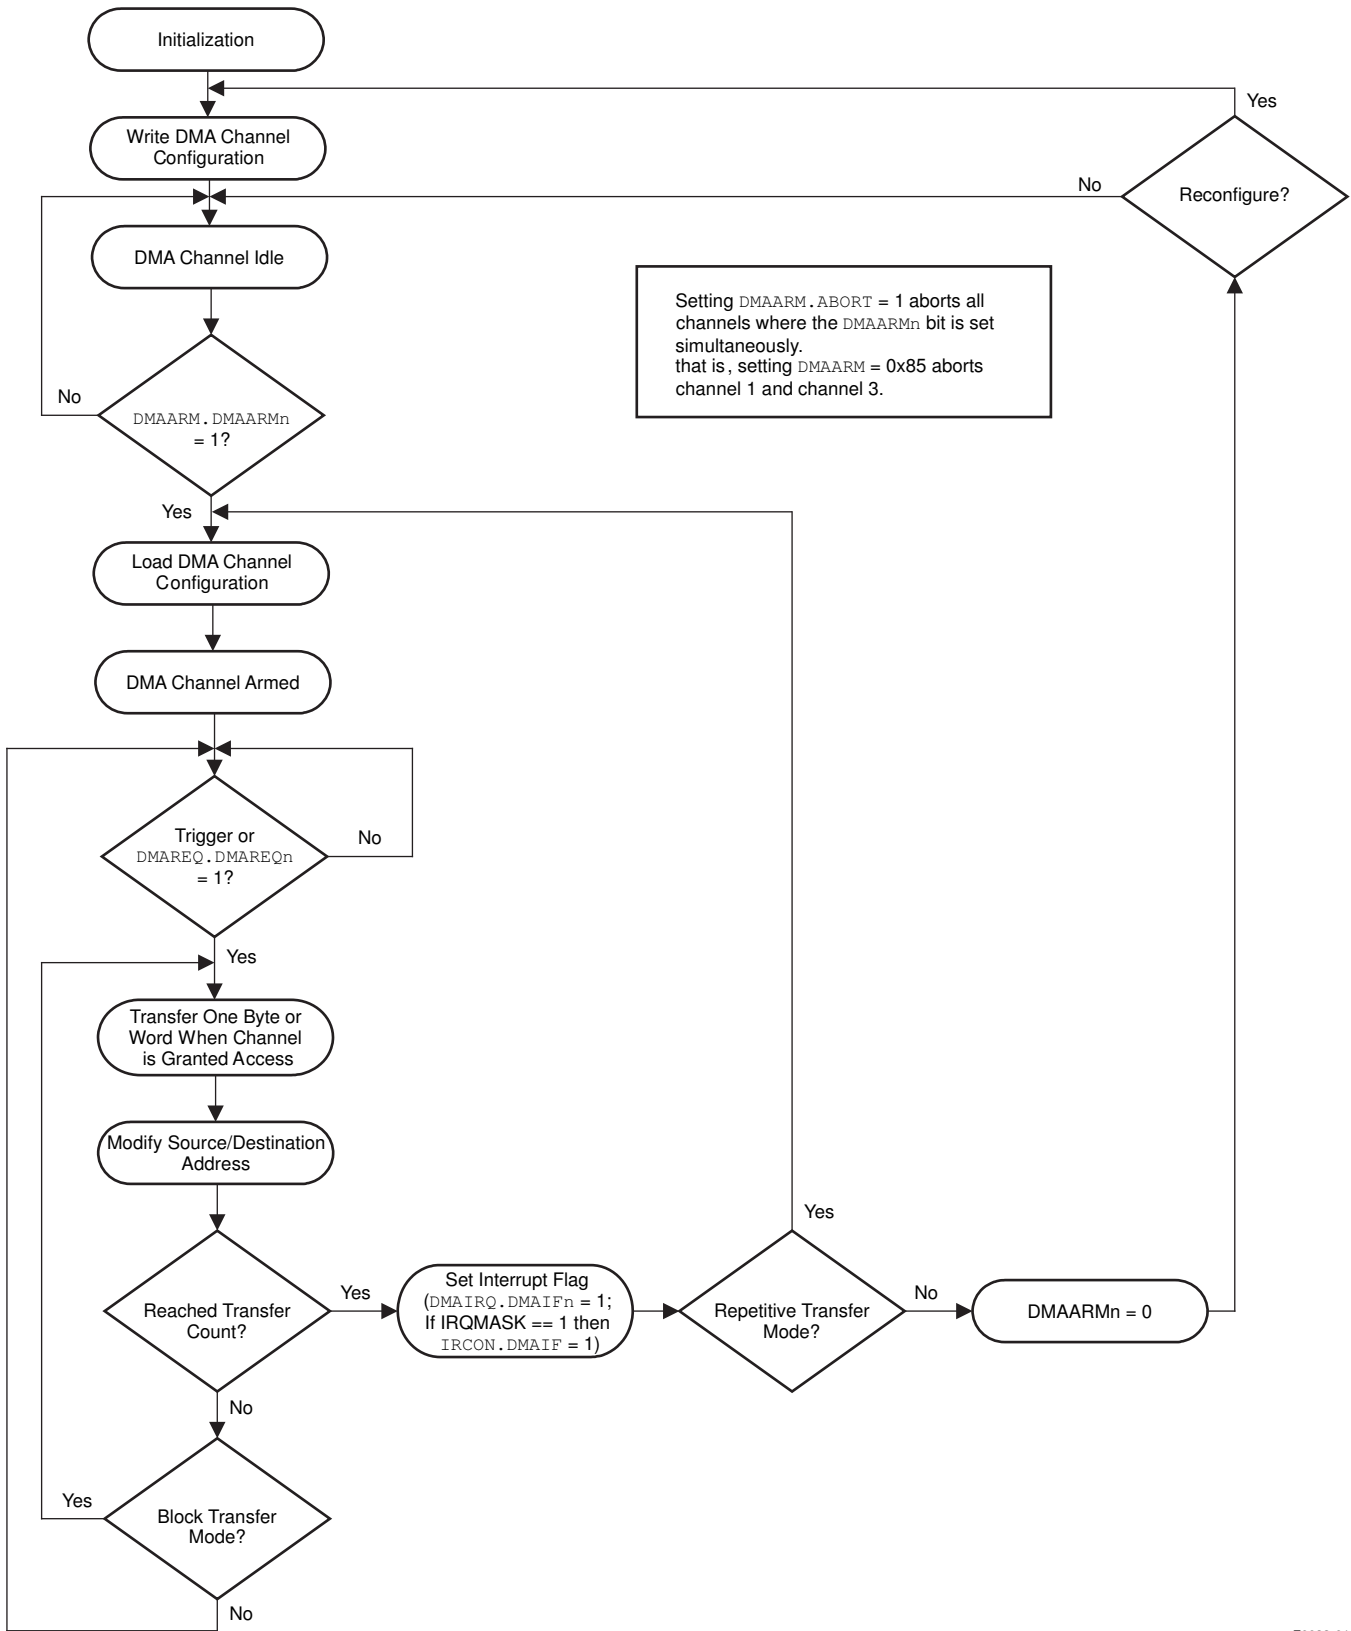 Initialization
Yes
Write DMA Channel
Configuration
No
Reconfigure?
DMA Channel Idle
Setting DMAARM.ABORT = 1 aborts all
channels where the DMAARMn bit is set
simultaneously.
that is, setting DMAARM = 0x85 aborts
channel 1 and channel 3.
No
DMAARM.DMAARMn
= 1?
Yes
Load DMA Channel
Configuration
DMA Channel Armed
Trigger or
DMAREQ.DMAREQn
= 1?
No
Yes
Transfer One Byte or
Word When Channel
is Granted Access
Modify Source/Destination
Address
Reached Transfer
Count?
Yes
Set Interrupt Flag
(DMAIRQ.DMAIFn = 1;
If IRQMASK == 1 then
IRCON.DMAIF = 1)
Yes
Repetitive Transfer
Mode?
No
DMAARMn = 0
No
Yes
Block Transfer
Mode?
No